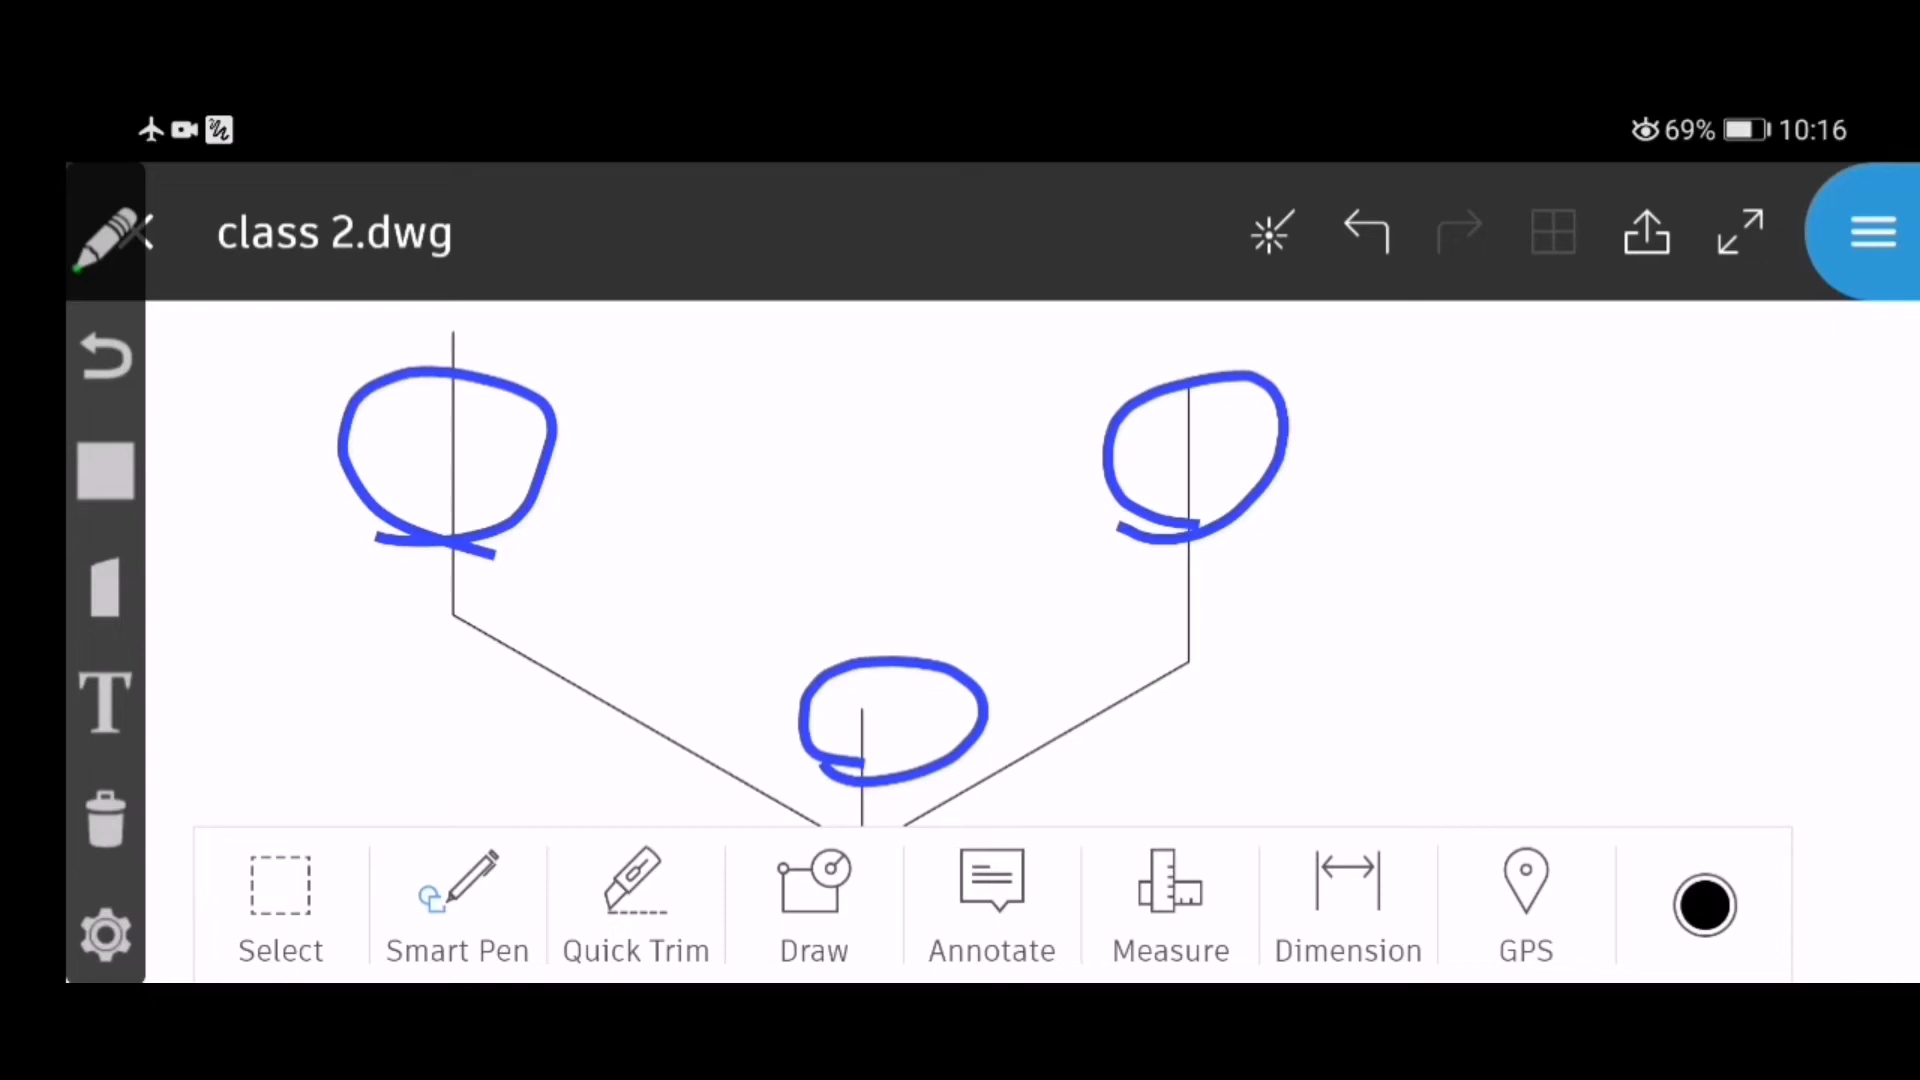 69% 10:16
class 2.dwg
T
Select Smart Pen Quick Trim Draw Annotate Measure Dimension GPS